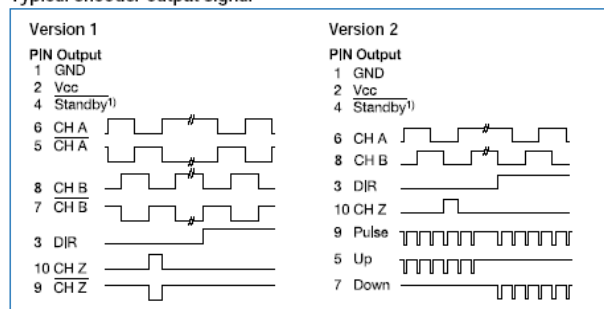 Typical encoder output signal
Version 1
PIN Output
1 GND
2 Vcc
4 Standby1)
6 CH A
5 CH A
8 CH B
7 CH B
3 DIR
10 CH Z
9 CH Z
Version 2
PIN Output
1 GND
2 Vcc
4 Standby1)
6 CH A
8 CH B
3 DIR
10 CH Z
9 Pulse
5 Up
7 Down